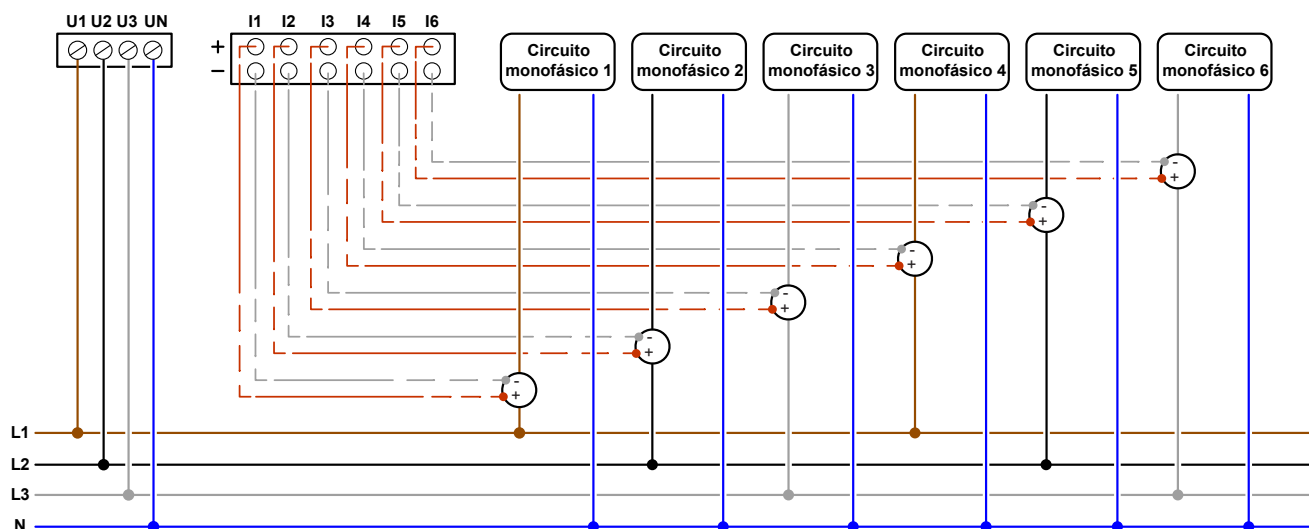 U1 U2 U3 UN
I1 I2 I3 I4 I5 I6
+
−
Circuito
monofásico 1
Circuito
monofásico 2
Circuito
monofásico 3
Circuito
monofásico 4
Circuito
monofásico 5
Circuito
monofásico 6
-
+
-
+
-
+
-
+
-
+
-
+
L1
L2
L3
N